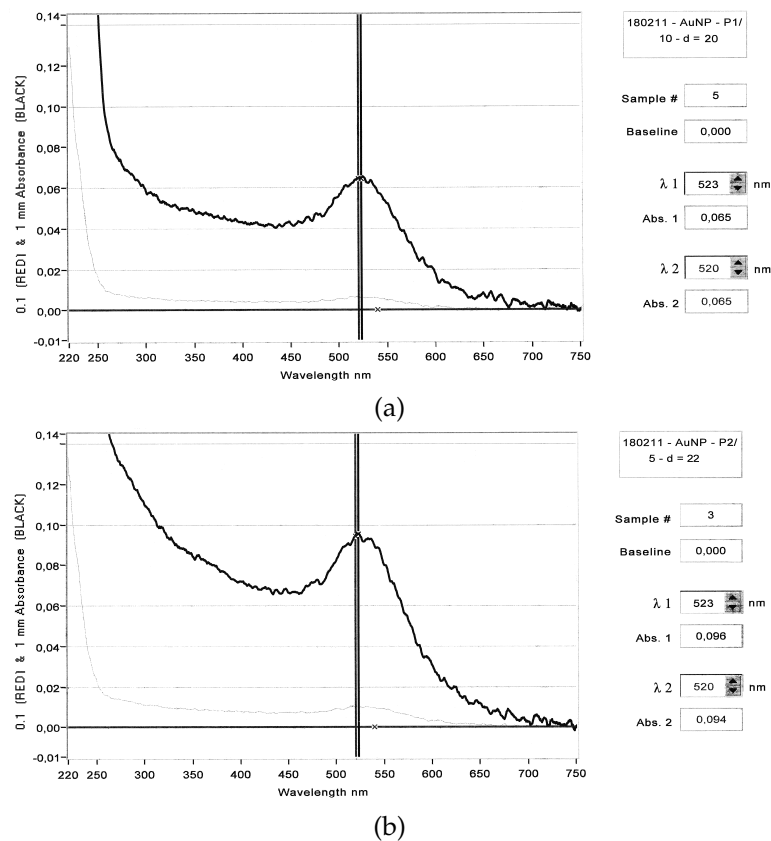 0,14
0,12
0,10
0,08
0,06
0,04
0,02
0,00
-0,01
0.1 (RED) & 1 mm Absorbance (BLACK)
220 250 300 350 400 450 500 550 600 650 700 750
Wavelength nm
180211 - AuNP - P1/
10 - d = 20
Sample # 5
Baseline 0,000
λ 1 523 nm
Abs. 1 0,065
λ 2 520 nm
Abs. 2 0,065
(a)
0,14
0,12
0,10
0,08
0,06
0,04
0,02
0,00
-0,01
0.1 (RED) & 1 mm Absorbance (BLACK)
220 250 300 350 400 450 500 550 600 650 700 750
Wavelength nm
180211 - AuNP - P2/
5 - d = 22
Sample # 3
Baseline 0,000
λ 1 523 nm
Abs. 1 0,096
λ 2 520 nm
Abs. 2 0,094
(b)